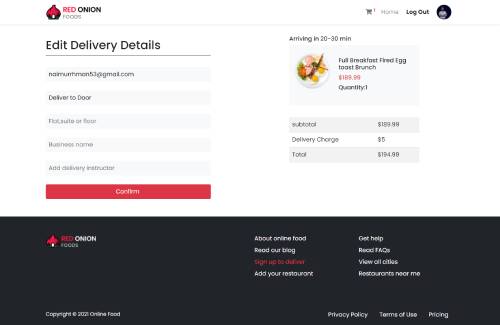 RED ONION
FOODS
1
Home
Log Out
Edit Delivery Details
naimurrhman53@gmail.com
Deliver to Door
Flat,suite or floor
Business name
Add delivery instructor
Confirm
Arriving in 20-30 min
Full Breakfast Fired Egg
toast Brunch
$189.99
Quantity:1
subtotal $189.99
Delivery Charge $5
Total $194.99
RED ONION
FOODS
About online food
Read our blog
Sign up to deliver
Add your restaurant
Get help
Read FAQs
View all cities
Restaurants near me
Copyright © 2021 Online Food
Privacy Policy
Terms of Use
Pricing